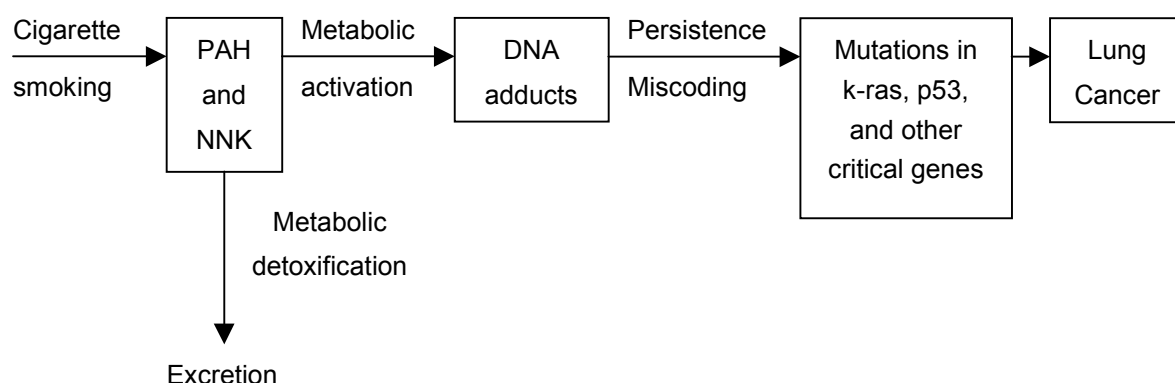 Cigarette
smoking
PAH
and
NNK
Metabolic
activation
DNA
adducts
Persistence
Miscoding
Mutations in
k-ras, p53,
and other
critical genes
Lung
Cancer
Metabolic
detoxification
Excretion